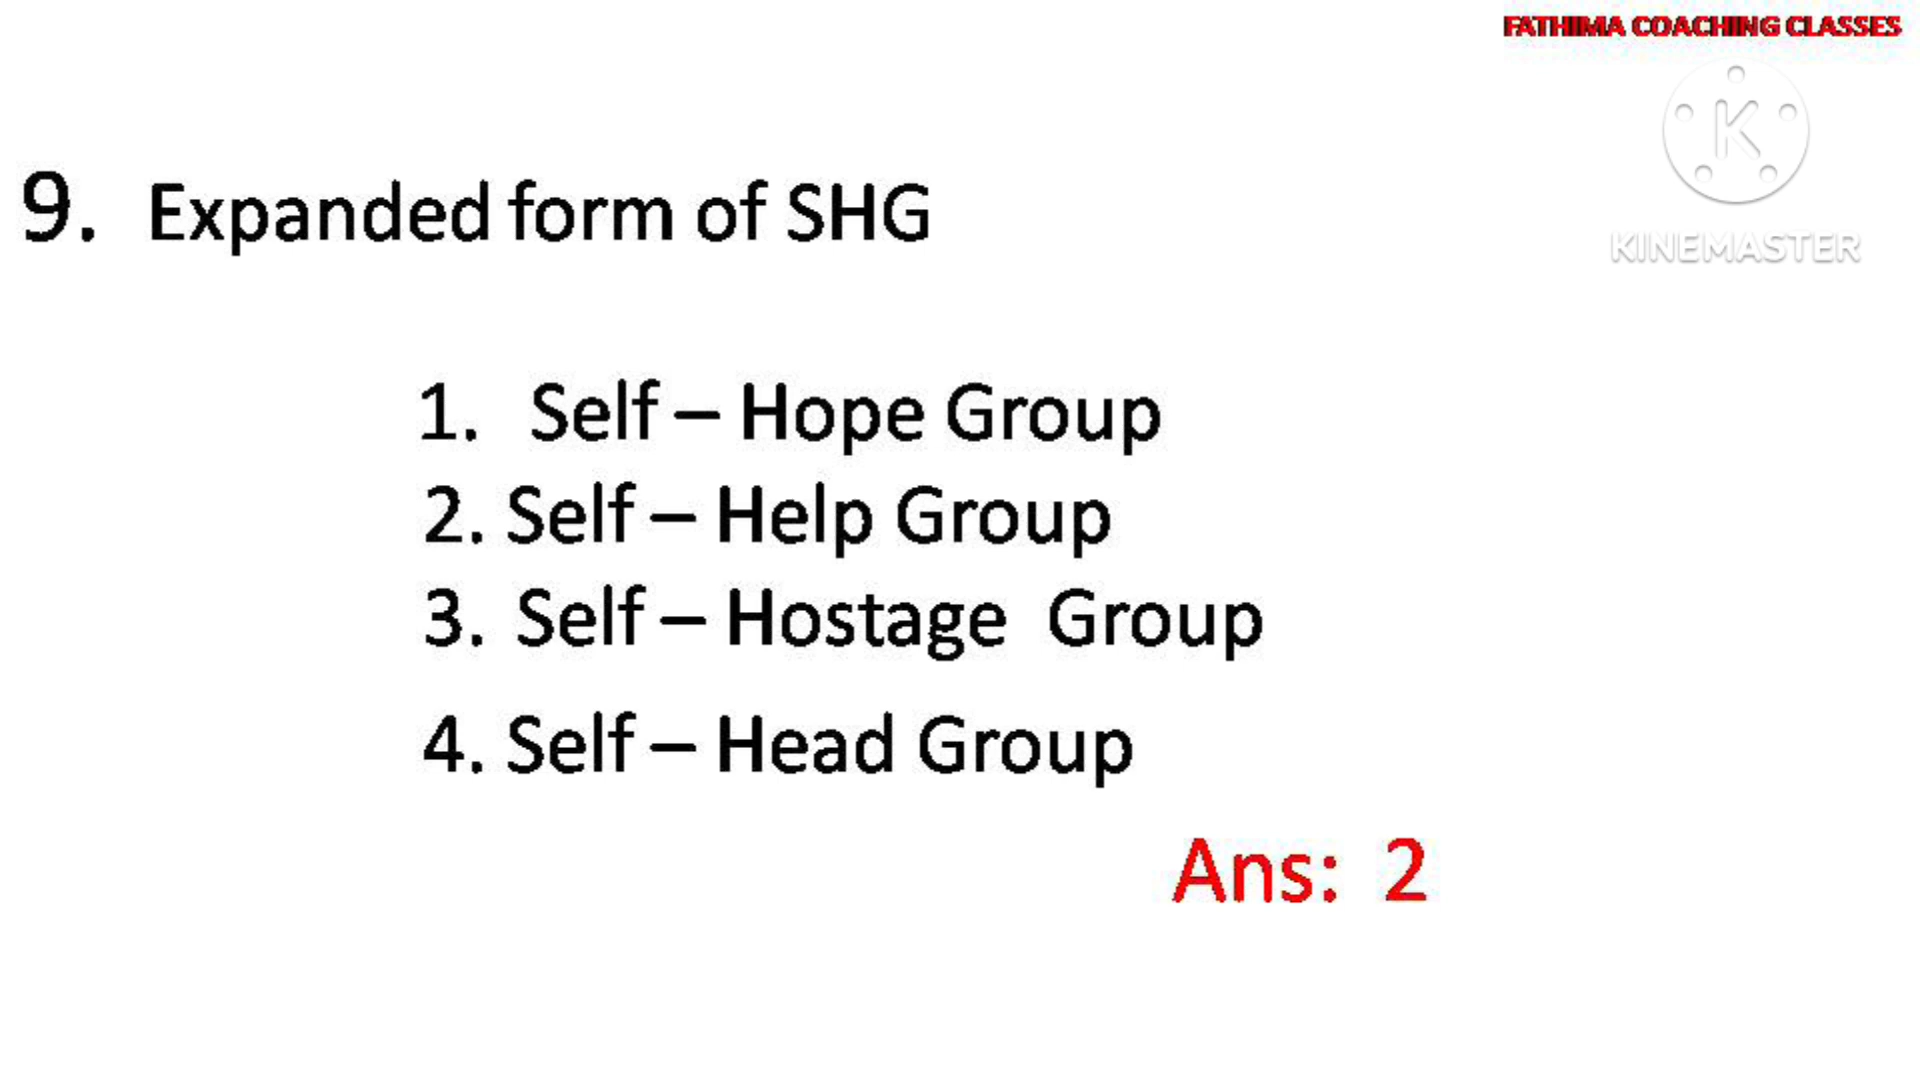 FATHIMA COACHING CLASSES
K
KINEMASTER
9. Expanded form of SHG
1. Self – Hope Group
2. Self – Help Group
3. Self – Hostage Group
4. Self – Head Group
Ans: 2